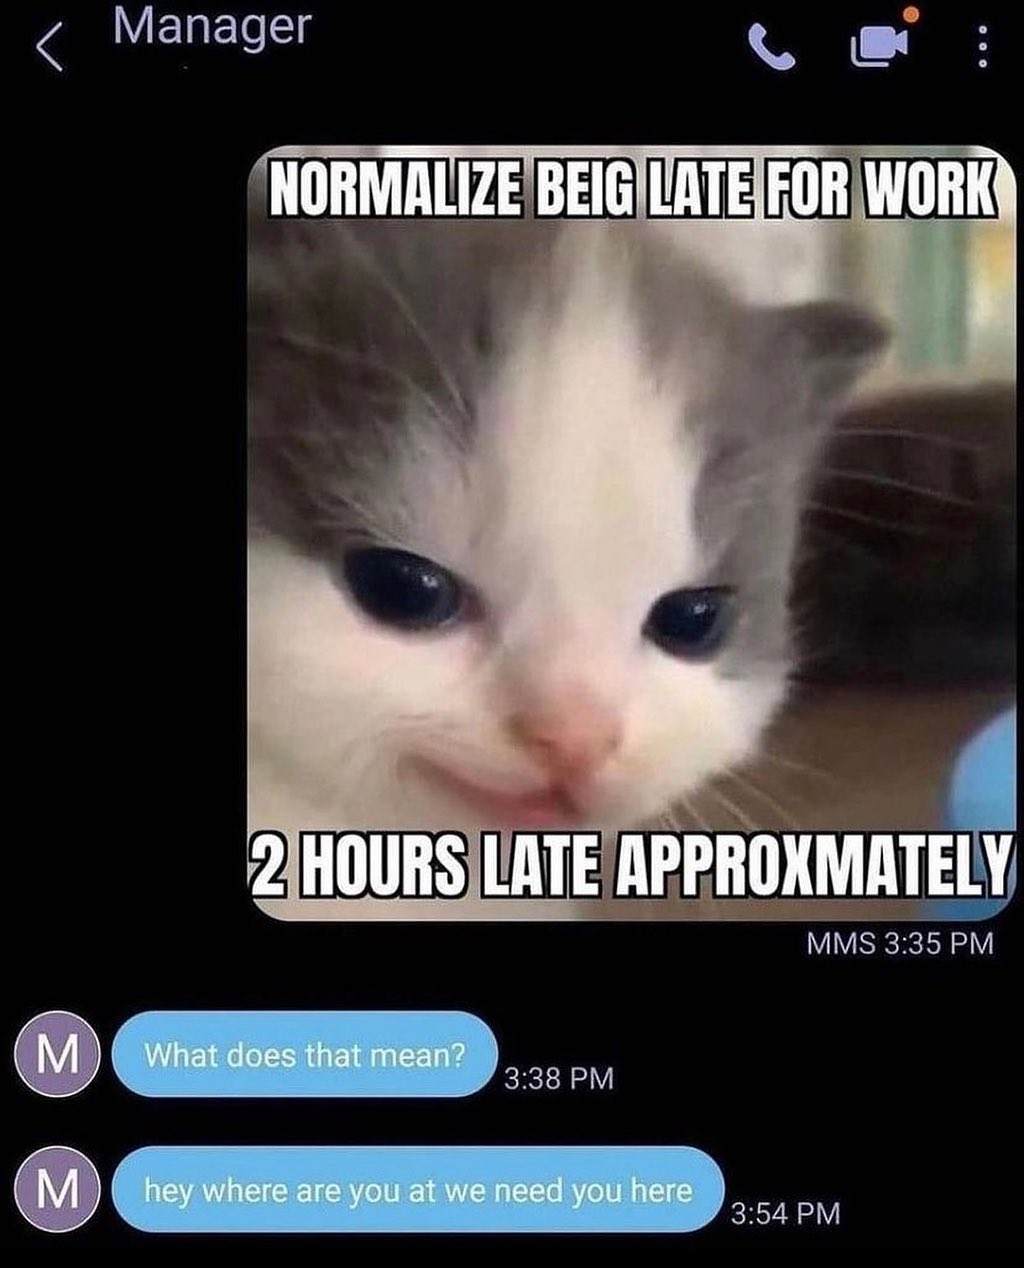 Manager
NORMALIZE BEIG LATE FOR WORK
2 HOURS LATE APPROXMATELY
MMS 3:35 PM
M
What does that mean?
3:38 PM
M
hey where are you at we need you here
3:54 PM